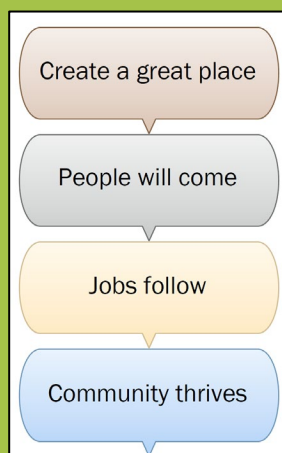 Create a great place
People will come
Jobs follow
Community thrives